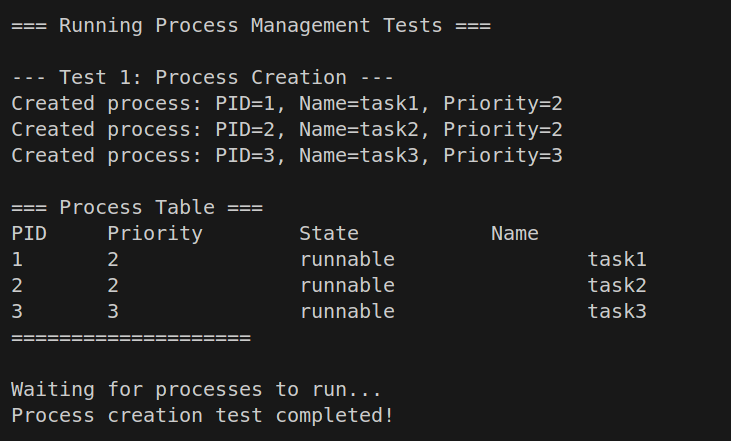 === Running Process Management Tests ===
--- Test 1: Process Creation ---
Created process: PID=1, Name=task1, Priority=2
Created process: PID=2, Name=task2, Priority=2
Created process: PID=3, Name=task3, Priority=3
=== Process Table ===
PID     Priority        State           Name
1       2               runnable                task1
2       2               runnable                task2
3       3               runnable                task3
====================
Waiting for processes to run...
Process creation test completed!